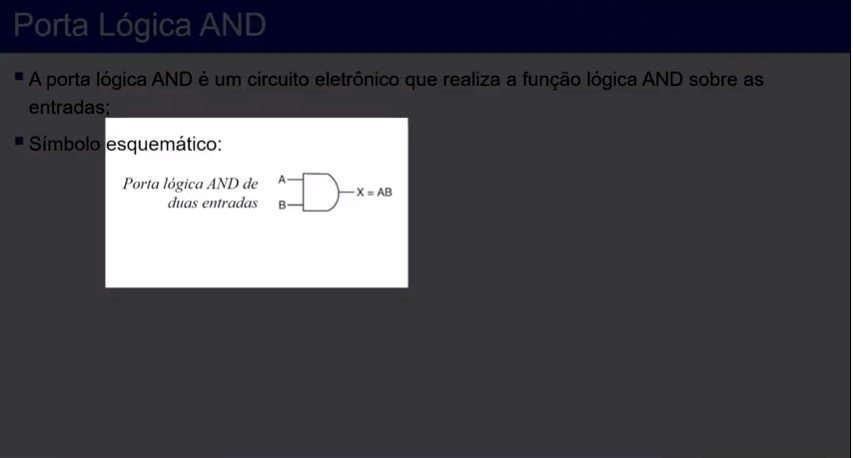 Porta Lógica AND
A porta lógica AND é um circuito eletrônico que realiza a função lógica AND sobre as
entradas;
Símbolo esquemático:
Porta lógica AND de
duas entradas
A
B
X = AB